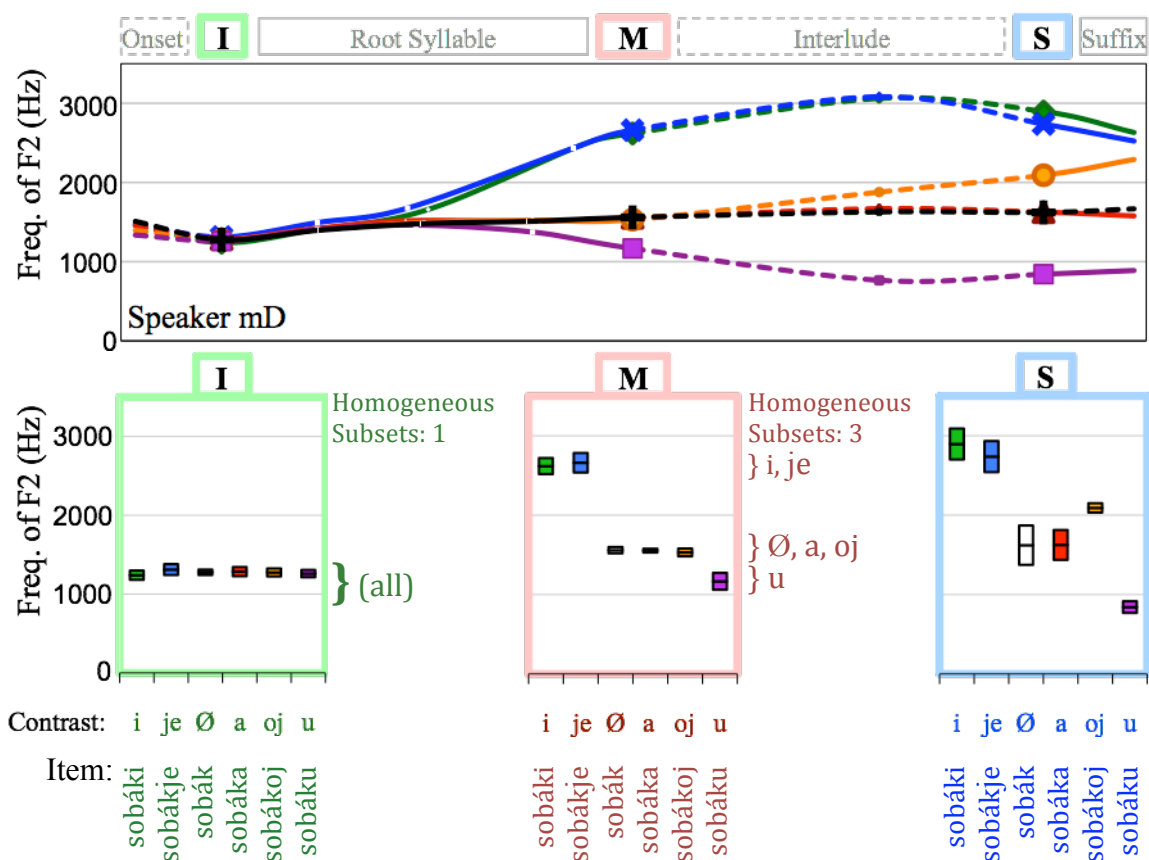 Onset I Root Syllable M Interlude S Suffix
Freq. of F2 (Hz)
3000
2000
1000
0
Speaker mD
I
M
S
Freq. of F2 (Hz)
3000
2000
1000
0
Homogeneous
Subsets: 1
} (all)
Homogeneous
Subsets: 3
} i, je
} Ø, a, oj
} u
Contrast: i je Ø a oj u i je Ø a oj u i je Ø a oj u
Item: sobáki sobákje sobák sobáka sobákoj sobáku sobáki sobákje sobák sobáka sobákoj sobáku sobáki sobákje sobák sobáka sobákoj sobáku